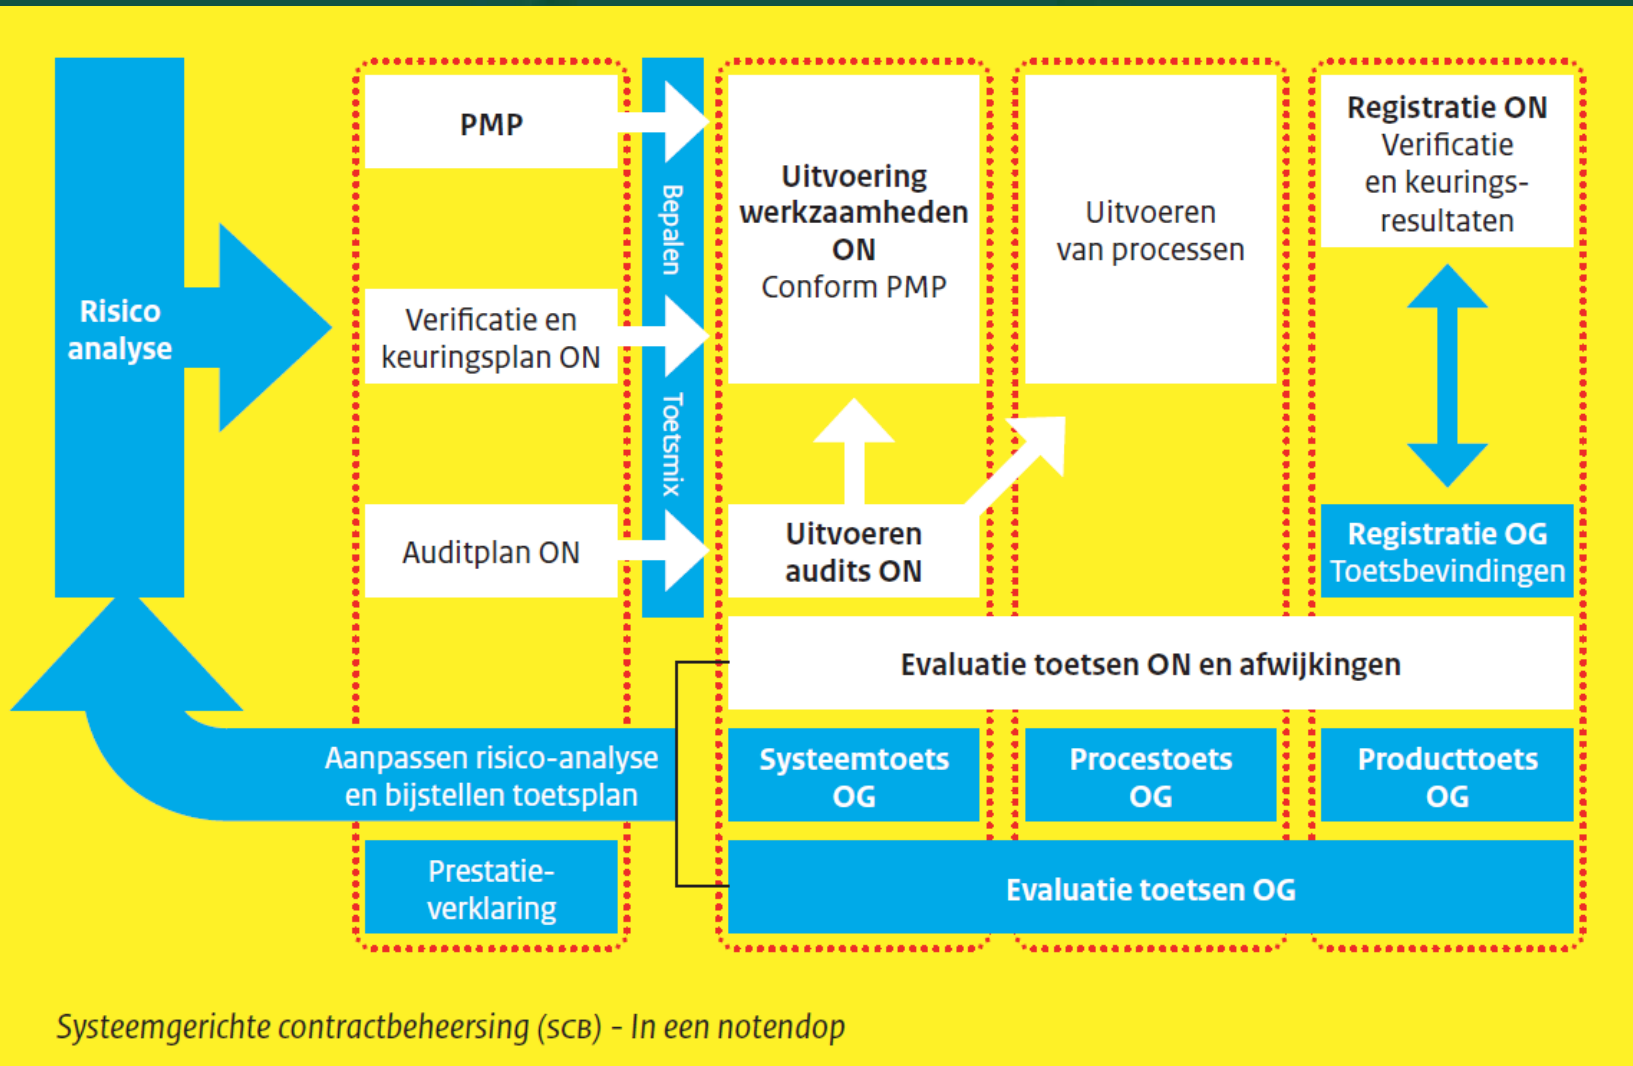 Risico
analyse
PMP
Verificatie en
keuringsplan ON
Auditplan ON
Bepalen
Toetsmix
Uitvoering
werkzaamheden
ON
Conform PMP
Uitvoeren
van processen
Registratie ON
Verificatie
en keurings-
resultaten
Uitvoeren
audits ON
Registratie OG
Toetsbevindingen
Evaluatie toetsen ON en afwijkingen
Aanpassen risico-analyse
en bijstellen toetsplan
Systeemtoets
OG
Procestoets
OG
Producttoets
OG
Prestatie-
verklaring
Evaluatie toetsen OG
Systeemgerichte contractbeheersing (SCB) - In een notendop